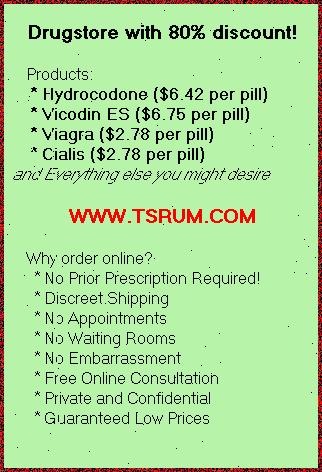 Drugstore with 80% discount!
Products:
* Hydrocodone ($6.42 per pill)
* Vicodin ES ($6.75 per pill)
* Viagra ($2.78 per pill)
* Cialis ($2.78 per pill)
and Everything else you might desire
WWW.TSRUM.COM
Why order online?
* No Prior Prescription Required!
* Discreet Shipping
* No Appointments
* No Waiting Rooms
* No Embarrassment
* Free Online Consultation
* Private and Confidential
* Guaranteed Low Prices